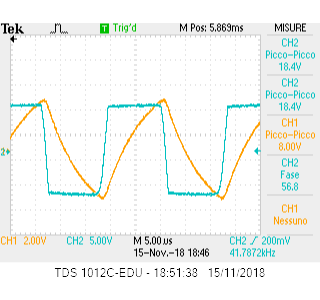 Tek T Trig'd M Pos: 5.869ms MISURE
CH2
Picco-Picco
18.4V
CH2
Picco-Picco
18.4V
CH1
Picco-Picco
8.00V
2
CH2
Fase
56.8
CH1
Nessuno
CH1 2.00V CH2 5.00V M 5.00µs CH2 200mV
15-Nov.-18 18:46 41.7872kHz
TDS 1012C-EDU - 18:51:38 15/11/2018